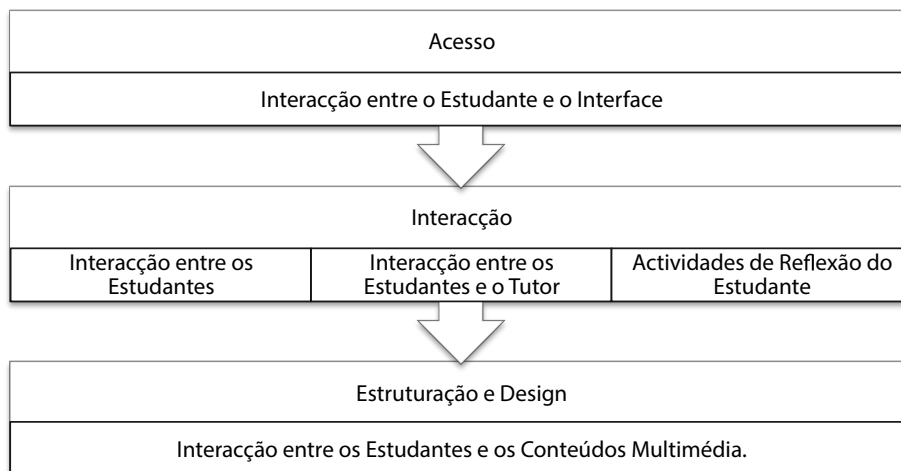 Acesso
Interacção entre o Estudante e o Interface
Interacção
Interacção entre os
Estudantes
Interacção entre os
Estudantes e o Tutor
Actividades de Reflexão do
Estudante
Estruturação e Design
Interacção entre os Estudantes e os Conteúdos Multimédia.